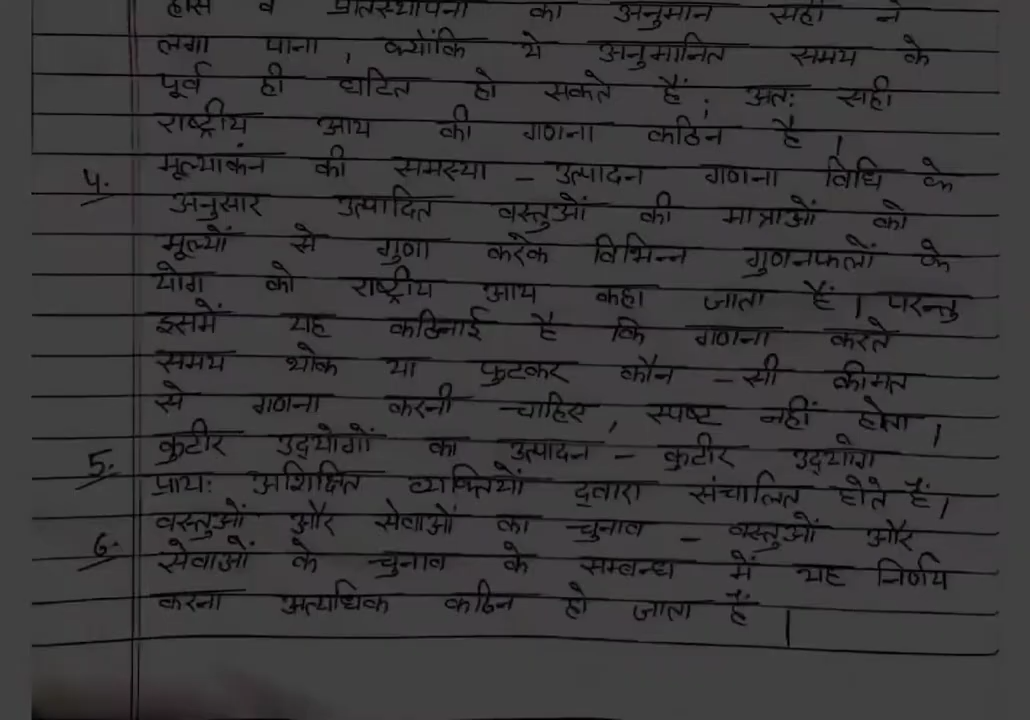 ह्रास व प्रतिस्थापना का अनुमान सही न
लगा पाना, क्योंकि ये अनुमानित समय के
पूर्व ही घटित हो सकते हैं, अतः सही
राष्ट्रीय आय की गणना कठिन है।
4. मूल्याकंन की समस्या - उत्पादन गणना विधि के
अनुसार उत्पादित वस्तुओं की मात्राओं को
मूल्यों से गुणा करके विभिन्न गुणनफलों के
योग को राष्ट्रीय आय कहा जाता हैं। परन्तु
इसमें यह कठिनाई है कि गणना करते
समय थोक या फुटकर कौन - सी कीमत
से गणना करनी चाहिए, स्पष्ट नहीं होता।
5. कुटीर उद्योगों का उत्पादन - कुटीर उद्योग
प्रायः अशिक्षित व्यक्तियों द्वारा संचालित होते हैं।
6. वस्तुओं और सेवाओं का चुनाव - वस्तुओं और
सेवाओं के चुनाव के सम्बन्ध में यह निर्णय
करना अत्यधिक कठिन हो जाता है।